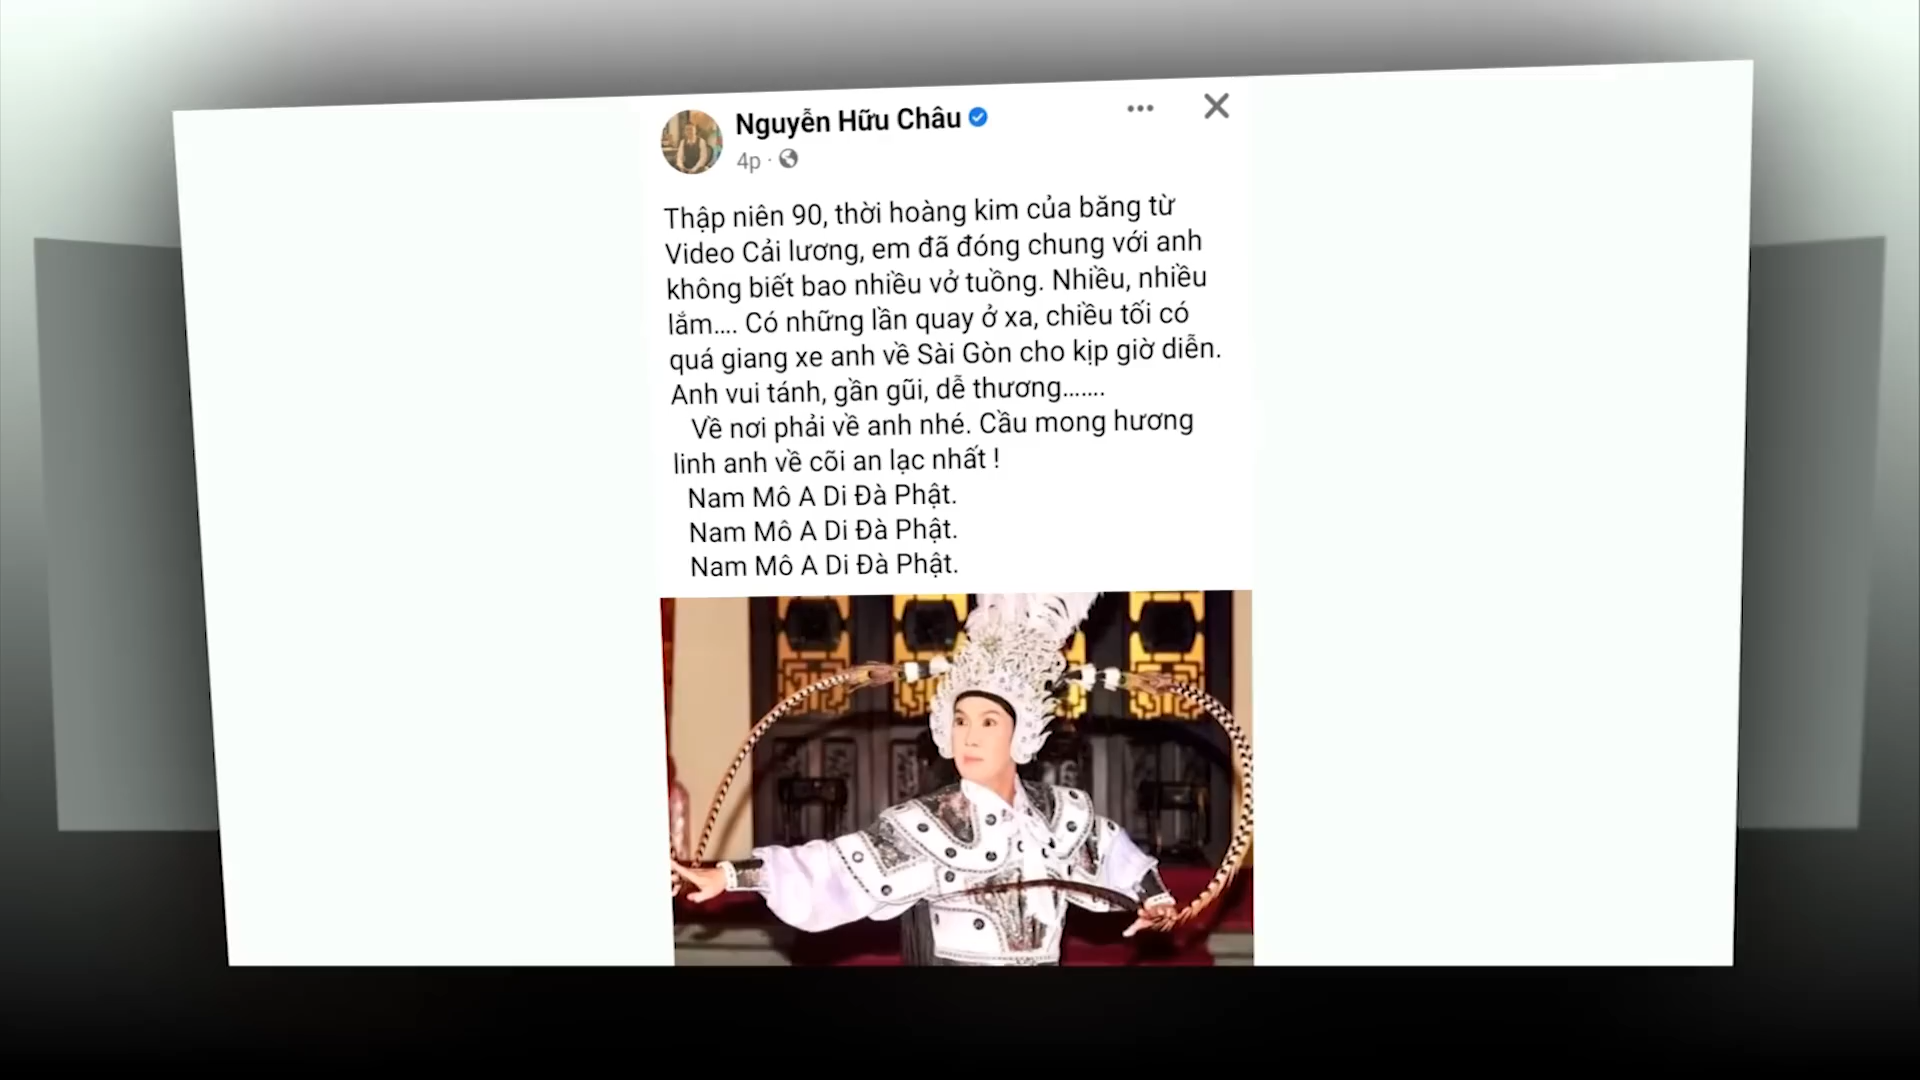 Nguyễn Hữu Châu
4p ·
Thập niên 90, thời hoàng kim của băng từ
Video Cải lương, em đã đóng chung với anh
không biết bao nhiều vở tuồng. Nhiều, nhiều
lắm.... Có những lần quay ở xa, chiều tối có
quá giang xe anh về Sài Gòn cho kịp giờ diễn.
Anh vui tánh, gần gũi, dễ thương.......
Về nơi phải về anh nhé. Cầu mong hương
linh anh về cõi an lạc nhất !
Nam Mô A Di Đà Phật.
Nam Mô A Di Đà Phật.
Nam Mô A Di Đà Phật.